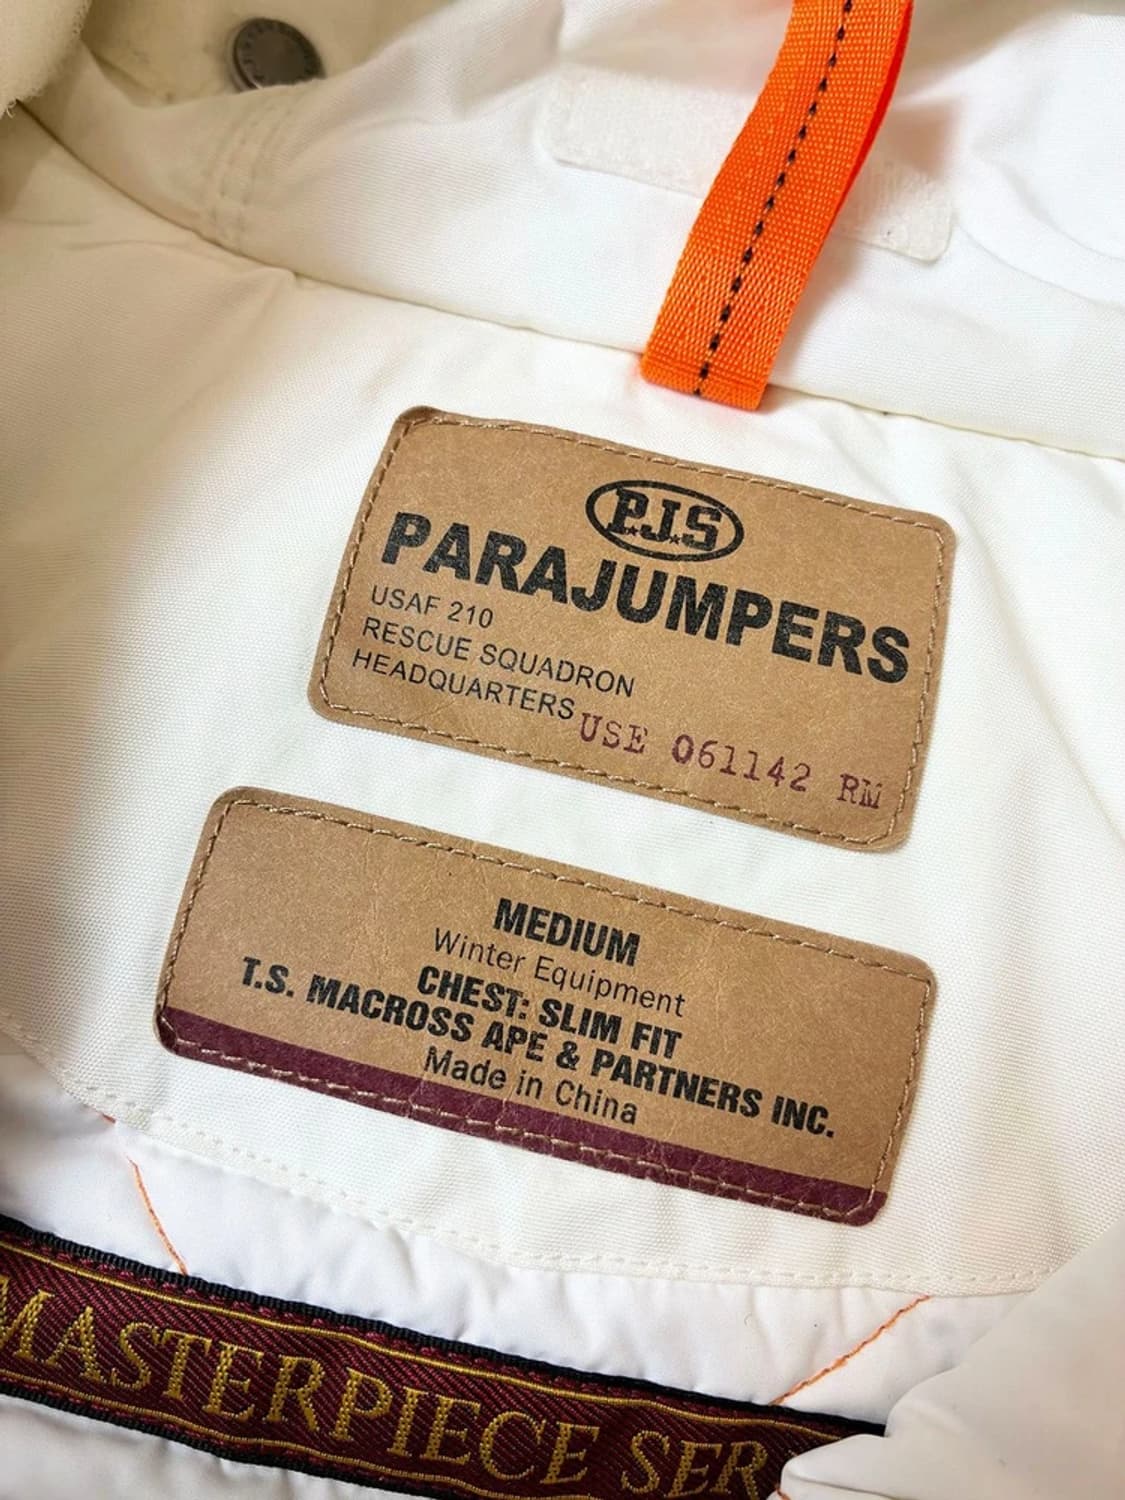 P.J.S
PARAJUMPERS
USAF 210
RESCUE SQUADRON
HEADQUARTERS
USE 061142 RM
MEDIUM
Winter Equipment
CHEST: SLIM FIT
T.S. MACROSS APE & PARTNERS INC.
Made in China
MASTERPIECE SER